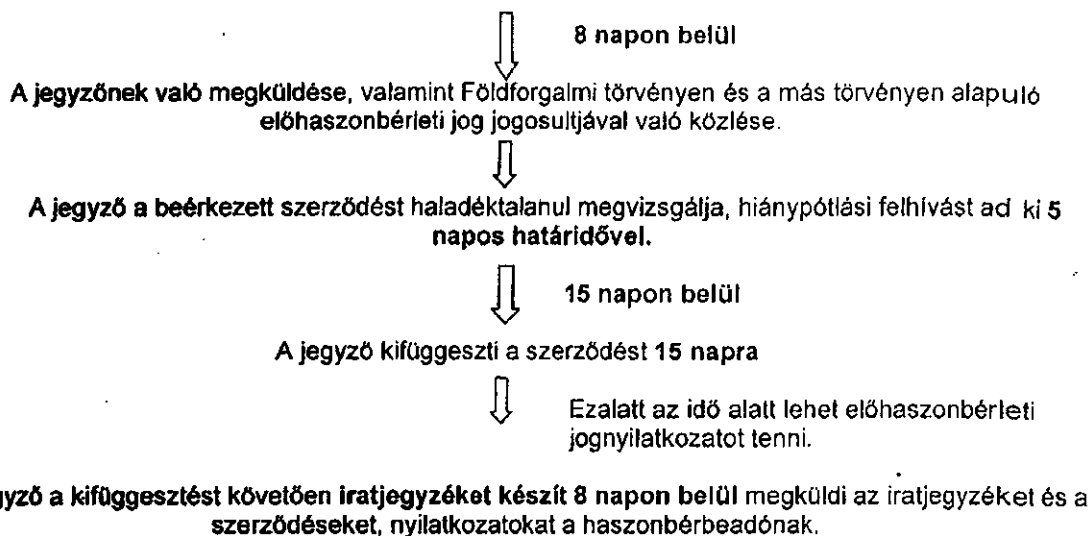 8 napon belül
A jegyzőnek való megküldése, valamint Földforgalmi törvényen és a más törvényen alapuló
előhaszonbérleti jog jogosultjával való közlése.
A jegyző a beérkezett szerződést haladéktalanul megvizsgálja, hiánypótlási felhívást ad ki 5
napos határidővel.
15 napon belül
A jegyző kifüggeszti a szerződést 15 napra
Ezalatt az idő alatt lehet előhaszonbérleti
jognyilatkozatot tenni.
gyző a kifüggesztést követően iratjegyzéket készít 8 napon belül megküldi az iratjegyzéket és a
szerződéseket, nyilatkozatokat a haszonbérbeadónak.